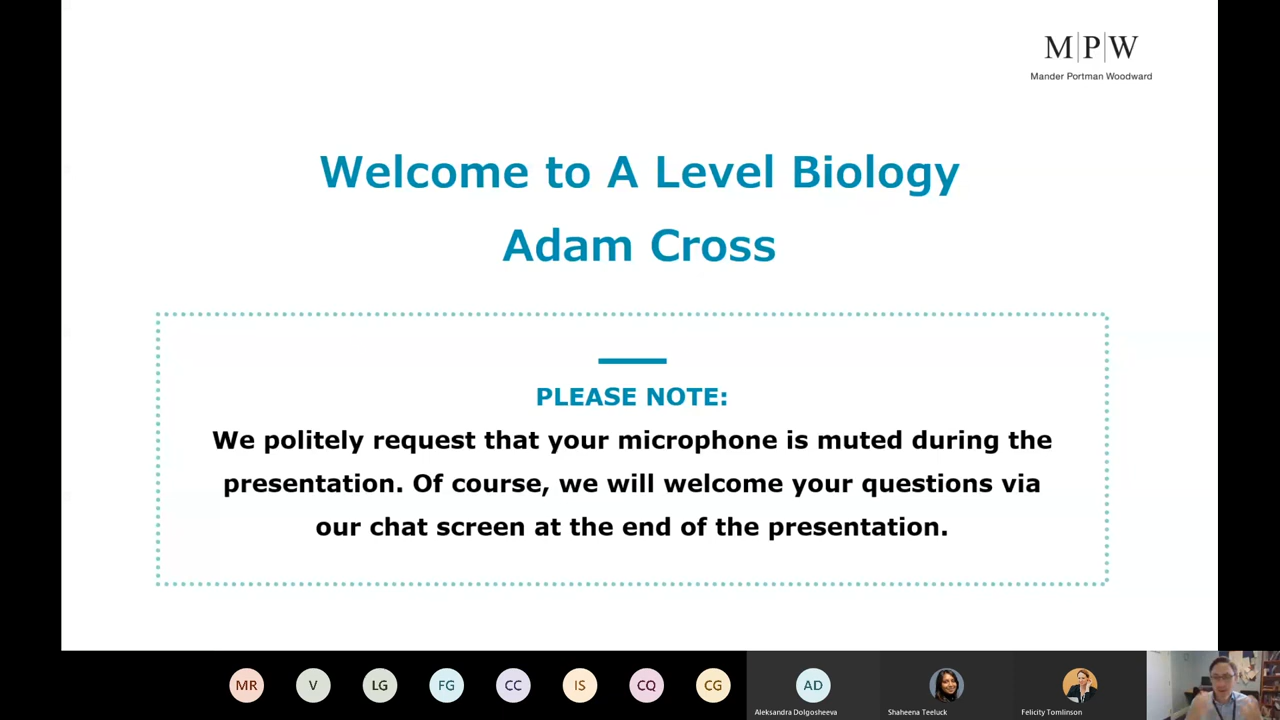 M|P|W
Mander Portman Woodward
Welcome to A Level Biology
Adam Cross
PLEASE NOTE:
We politely request that your microphone is muted during the
presentation. Of course, we will welcome your questions via
our chat screen at the end of the presentation.
MR
V
LG
FG
CC
IS
CQ
CG
AD
Aleksandra Dolgosheeva
Shaheena Teeluck
Felicity Tomlinson